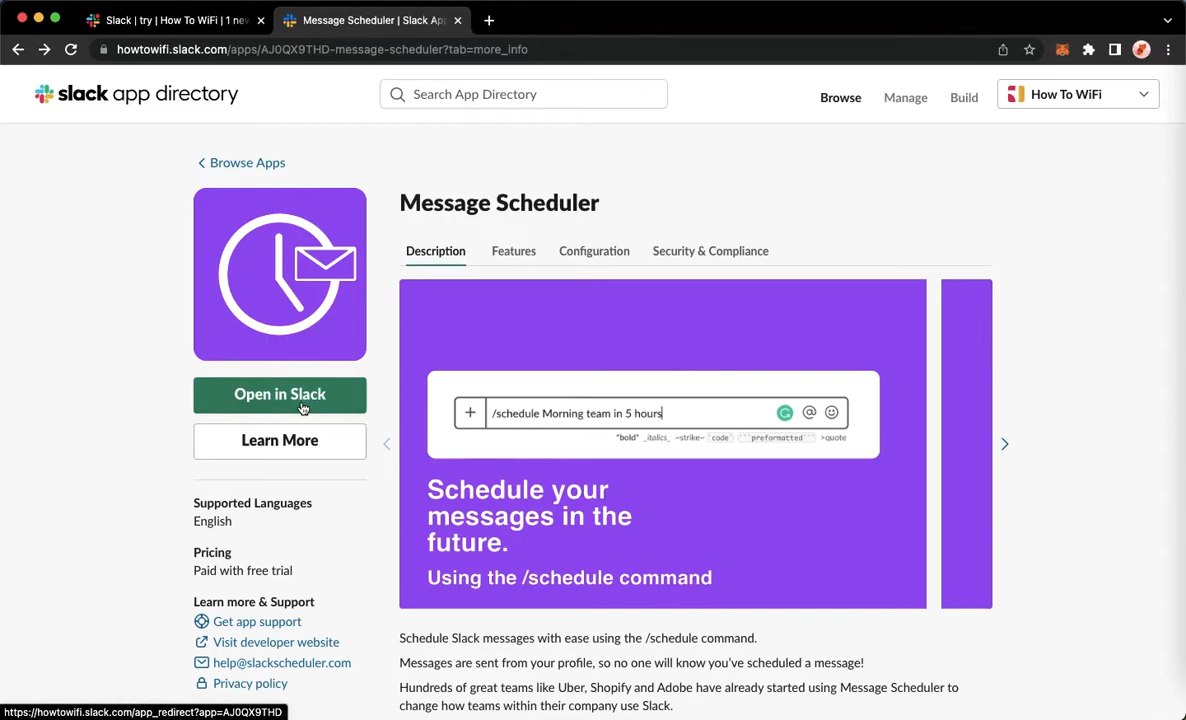 Slack | try | How To WiFi | 1 new
Message Scheduler | Slack App
howtowifi.slack.com/apps/AJ0QX9THD-message-scheduler?tab=more_info
slack app directory
Search App Directory
Browse
Manage
Build
How To WiFi
Browse Apps
Message Scheduler
Description
Features
Configuration
Security & Compliance
/schedule Morning team in 5 hours
*bold* _italics_ ~strike~ `code` ```preformatted``` >quote
Schedule your
messages in the
future.
Using the /schedule command
Open in Slack
Learn More
Supported Languages
English
Pricing
Paid with free trial
Learn more & Support
Get app support
Visit developer website
help@slackscheduler.com
Privacy policy
Schedule Slack messages with ease using the /schedule command.
Messages are sent from your profile, so no one will know you've scheduled a message!
Hundreds of great teams like Uber, Shopify and Adobe have already started using Message Scheduler to
change how teams within their company use Slack.
https://howtowifi.slack.com/app_redirect?app=AJ0QX9THD